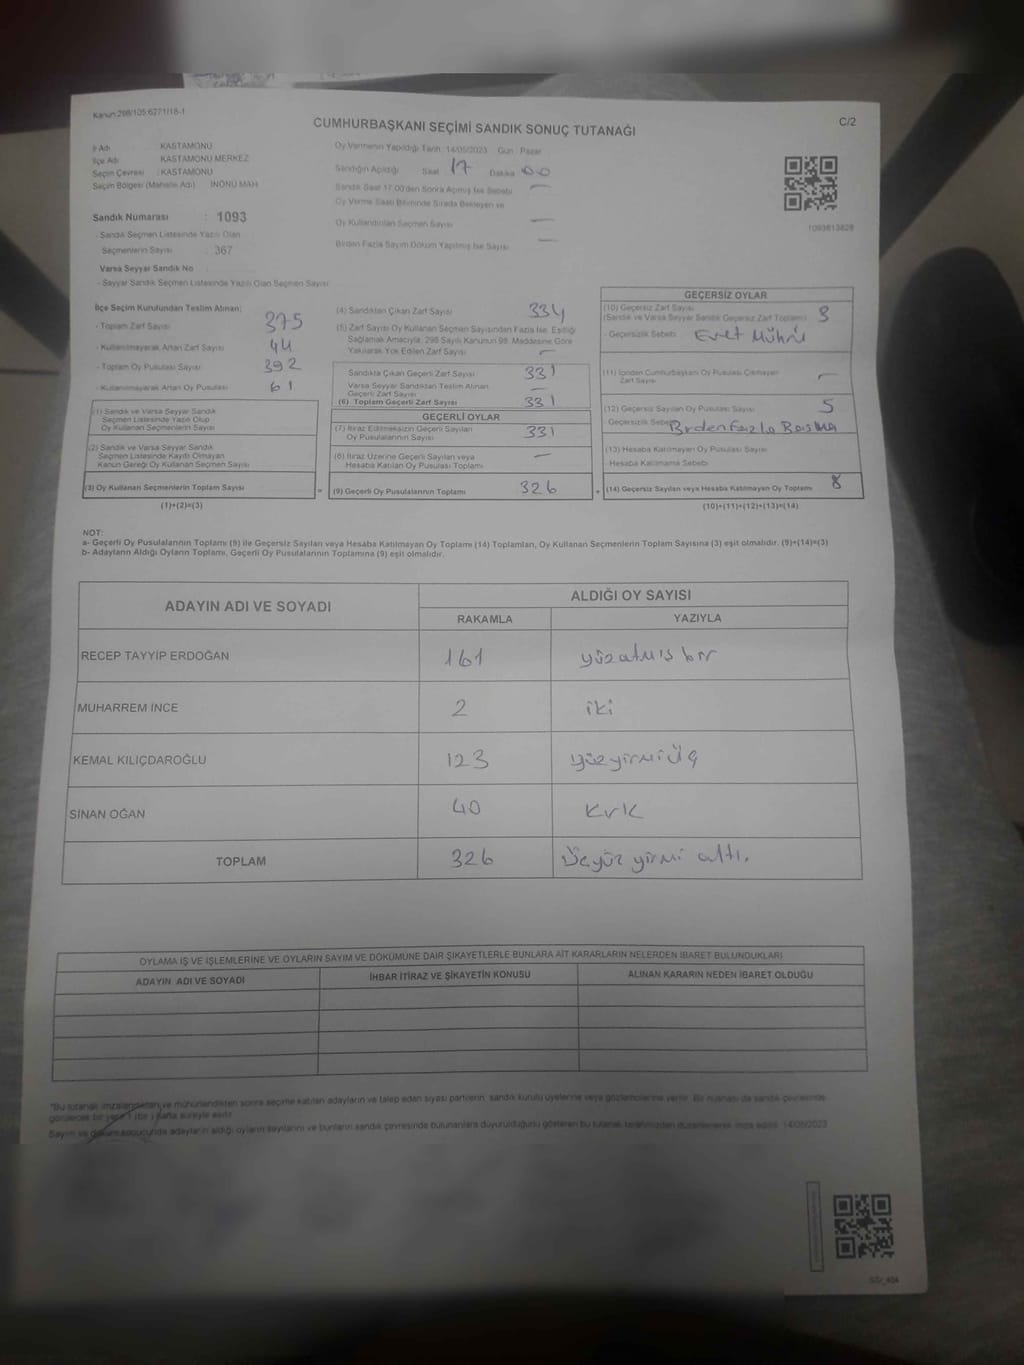 Kanun:298/105:6271/18-1
C/2
CUMHURBAŞKANI SEÇİMİ SANDIK SONUÇ TUTANAĞI
İl Adı KASTAMONU
İlçe Adı KASTAMONU MERKEZ
Seçim Çevresi : KASTAMONU
Seçim Bölgesi (Mahalle Adı) İNÖNÜ MAH
Sandık Numarası : 1093
- Sandık Seçmen Listesinde Yazılı Olan
Seçmenlerin Sayısı : 367
Varsa Seyyar Sandık No
- Seyyar Sandık Seçmen Listesinde Yazılı Olan Seçmen Sayısı
Oy Vermenin Yapıldığı Tarih: 14/05/2023 Gün : Pazar
Sandığın Açıldığı Saat 17 Dakika 00
Sandık Saat 17.00'den Sonra Açılmış İse Sebebi —
Oy Verme Saati Bitiminde Sırada Bekleyen ve
Oy Kullandırılan Seçmen Sayısı —
Birden Fazla Sayım Döküm Yapılmış İse Sayısı —
1093813828
İlçe Seçim Kurulundan Teslim Alınan;
- Toplam Zarf Sayısı 375
- Kullanılmayarak Artan Zarf Sayısı 44
- Toplam Oy Pusulası Sayısı 392
- Kullanılmayarak Artan Oy Pusulası 61
(1) Sandık ve Varsa Seyyar Sandık
Seçmen Listesinde Yazılı Olup
Oy Kullanan Seçmenlerin Sayısı
(2) Sandık ve Varsa Seyyar Sandık
Seçmen Listesinde Kayıtlı Olmayan
Kanun Gereği Oy Kullanan Seçmen Sayısı
(3) Oy Kullanan Seçmenlerin Toplam Sayısı
(1)+(2)=(3)
(4) Sandıktan Çıkan Zarf Sayısı 334
(5) Zarf Sayısı Oy Kullanan Seçmen Sayısından Fazla İse, Eşitliği
Sağlamak Amacıyla, 298 Sayılı Kanunun 98. Maddesine Göre
Yakılarak Yok Edilen Zarf Sayısı —
Sandıkta Çıkan Geçerli Zarf Sayısı 331
Varsa Seyyar Sandıktan Teslim Alınan
Geçerli Zarf Sayısı —
(6) Toplam Geçerli Zarf Sayısı 331
GEÇERLİ OYLAR
(7) İtiraz Edilmeksizin Geçerli Sayılan
Oy Pusulalarının Sayısı 331
(8) İtiraz Üzerine Geçerli Sayılan veya
Hesaba Katılan Oy Pusulası Toplamı —
= (9) Geçerli Oy Pusulalarının Toplamı 326
GEÇERSİZ OYLAR
(10) Geçersiz Zarf Sayısı
(Sandık ve Varsa Seyyar Sandık Geçersiz Zarf Toplamı) 3
- Geçersizlik Sebebi Evet Mührü
(11) İçinden Cumhurbaşkanı Oy Pusulası Çıkmayan
Zarf Sayısı —
(12) Geçersiz Sayılan Oy Pusulası Sayısı 5
Geçersizlik Sebebi Birden Fazla Basma
(13) Hesaba Katılmayan Oy Pusulası Sayısı
Hesaba Katılmama Sebebi
+ (14) Geçersiz Sayılan veya Hesaba Katılmayan Oy Toplamı 8
(10)+(11)+(12)+(13)=(14)
NOT:
a- Geçerli Oy Pusulalarının Toplamı (9) ile Geçersiz Sayılan veya Hesaba Katılmayan Oy Toplamı (14) Toplamları, Oy Kullanan Seçmenlerin Toplam Sayısına (3) eşit olmalıdır. (9)+(14)=(3)
b- Adayların Aldığı Oyların Toplamı, Geçerli Oy Pusulalarının Toplamına (9) eşit olmalıdır.
ADAYIN ADI VE SOYADI
ALDIĞI OY SAYISI
RAKAMLA YAZIYLA
RECEP TAYYİP ERDOĞAN 161 yüzatmış bir
MUHARREM İNCE 2 iki
KEMAL KILIÇDAROĞLU 123 yüzyirmi Üç
SİNAN OĞAN 40 Kırk
TOPLAM 326 Üçyüz yirmi altı.
OYLAMA İŞ VE İŞLEMLERİNE VE OYLARIN SAYIM VE DÖKÜMÜNE DAİR ŞİKAYETLERLE BUNLARA AİT KARARLARIN NELERDEN İBARET BULUNDUKLARI
ADAYIN ADI VE SOYADI İHBAR İTİRAZ VE ŞİKAYETİN KONUSU ALINAN KARARIN NEDEN İBARET OLDUĞU
*Bu tutanak imzalandıktan ve mühürlendikten sonra seçime katılan adayların ve talep eden siyasi partilerin, sandık kurulu üyelerine veya gözlemcilerine verilir. Bir nüshası da sandık çevresinde
görülecek bir yere 1 (bir ) hafta süreyle asılır.
Sayım ve döküm sonucunda adayların aldığı oyların sayılarını ve bunların sandık çevresinde bulunanlara duyurulduğunu gösteren bu tutanak tarafımızdan düzenlenerek imza edildi. 14/05/2023